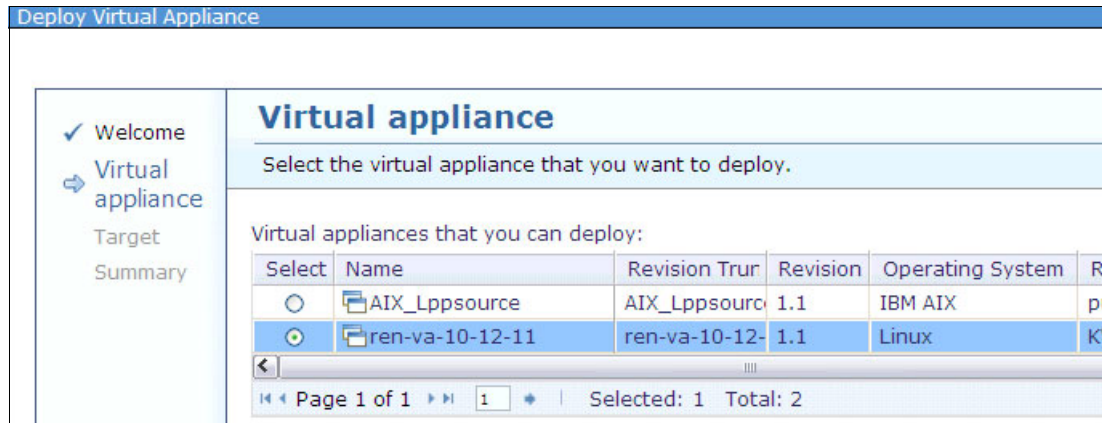 Deploy Virtual Appliance
Welcome
Virtual
appliance
Target
Summary
Virtual appliance
Select the virtual appliance that you want to deploy.
Virtual appliances that you can deploy:
Select Name Revision Trun Revision Operating System R
AIX_Lppsource AIX_Lppsourc 1.1 IBM AIX p
ren-va-10-12-11 ren-va-10-12- 1.1 Linux K
Page 1 of 1 1 Selected: 1 Total: 2